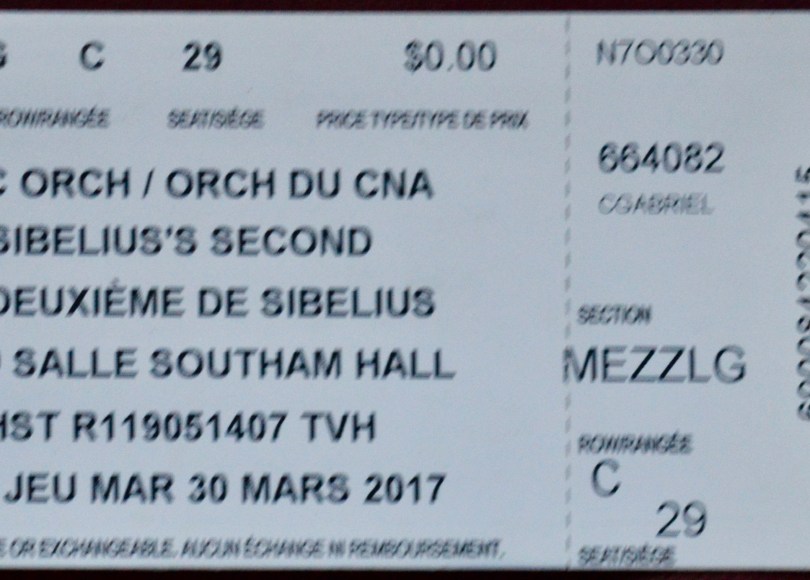 C 29 $0.00
ROW/RANGÉE SEAT/SIÈGE PRICE TYPE/TYPE DE PRIX
C ORCH / ORCH DU CNA
SIBELIUS'S SECOND
DEUXIÈME DE SIBELIUS
SALLE SOUTHAM HALL
HST R119051407 TVH
JEU MAR 30 MARS 2017
E OR EXCHANGEABLE. AUCUN ÉCHANGE NI REMBOURSEMENT.
N7O0330
664082
CGABRIEL
SECTION
MEZZLG
ROW/RANGÉE
C
29
SEAT/SIÈGE